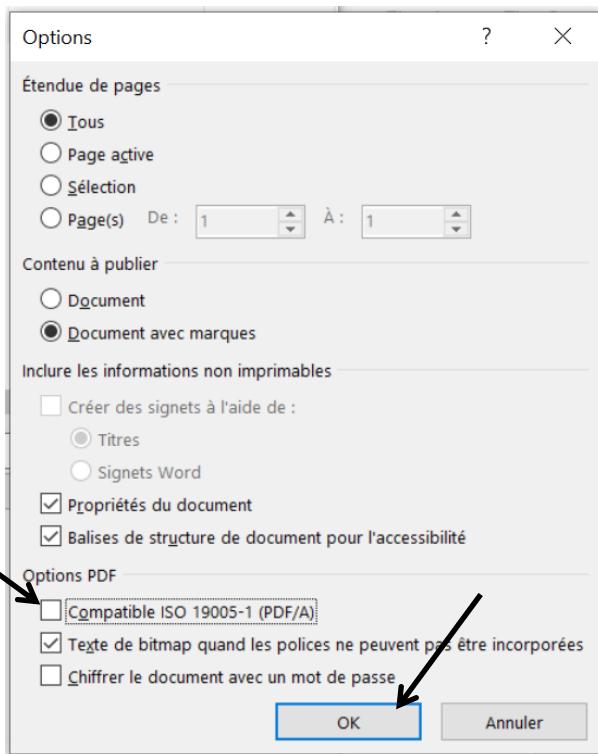 Options ?
Étendue de pages
Tous
Page active
Sélection
Page(s) De : 1 À : 1
Contenu à publier
Document
Document avec marques
Inclure les informations non imprimables
Créer des signets à l'aide de :
Titres
Signets Word
Propriétés du document
Balises de structure de document pour l'accessibilité
Options PDF
Compatible ISO 19005-1 (PDF/A)
Texte de bitmap quand les polices ne peuvent pas être incorporées
Chiffrer le document avec un mot de passe
OK Annuler